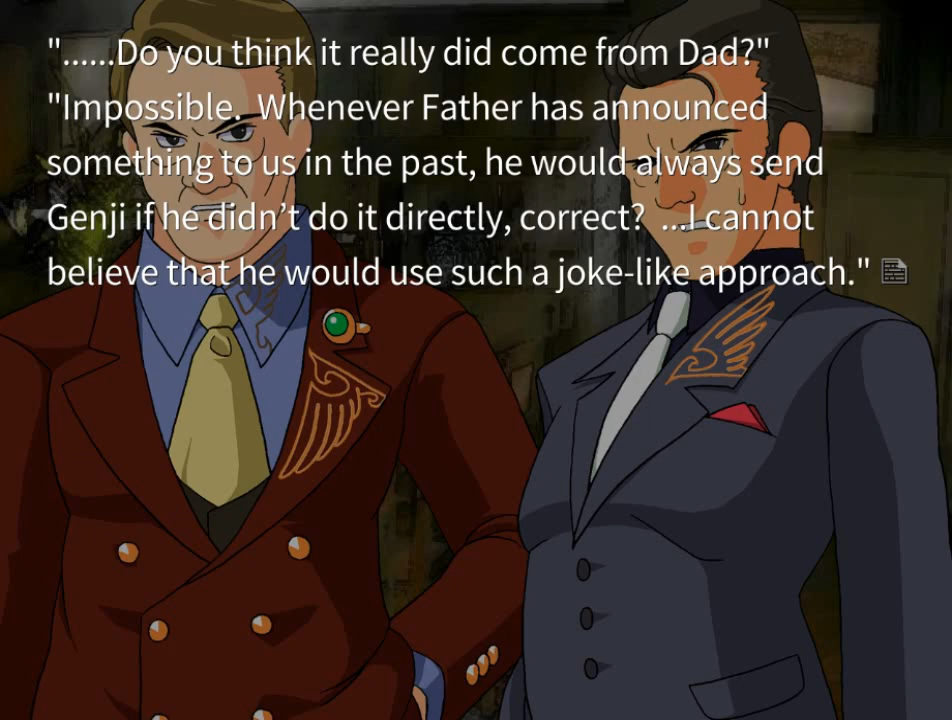 "......Do you think it really did come from Dad?"
"Impossible.  Whenever Father has announced
something to us in the past, he would always send
Genji if he didn't do it directly, correct?  ...I cannot
believe that he would use such a joke-like approach."